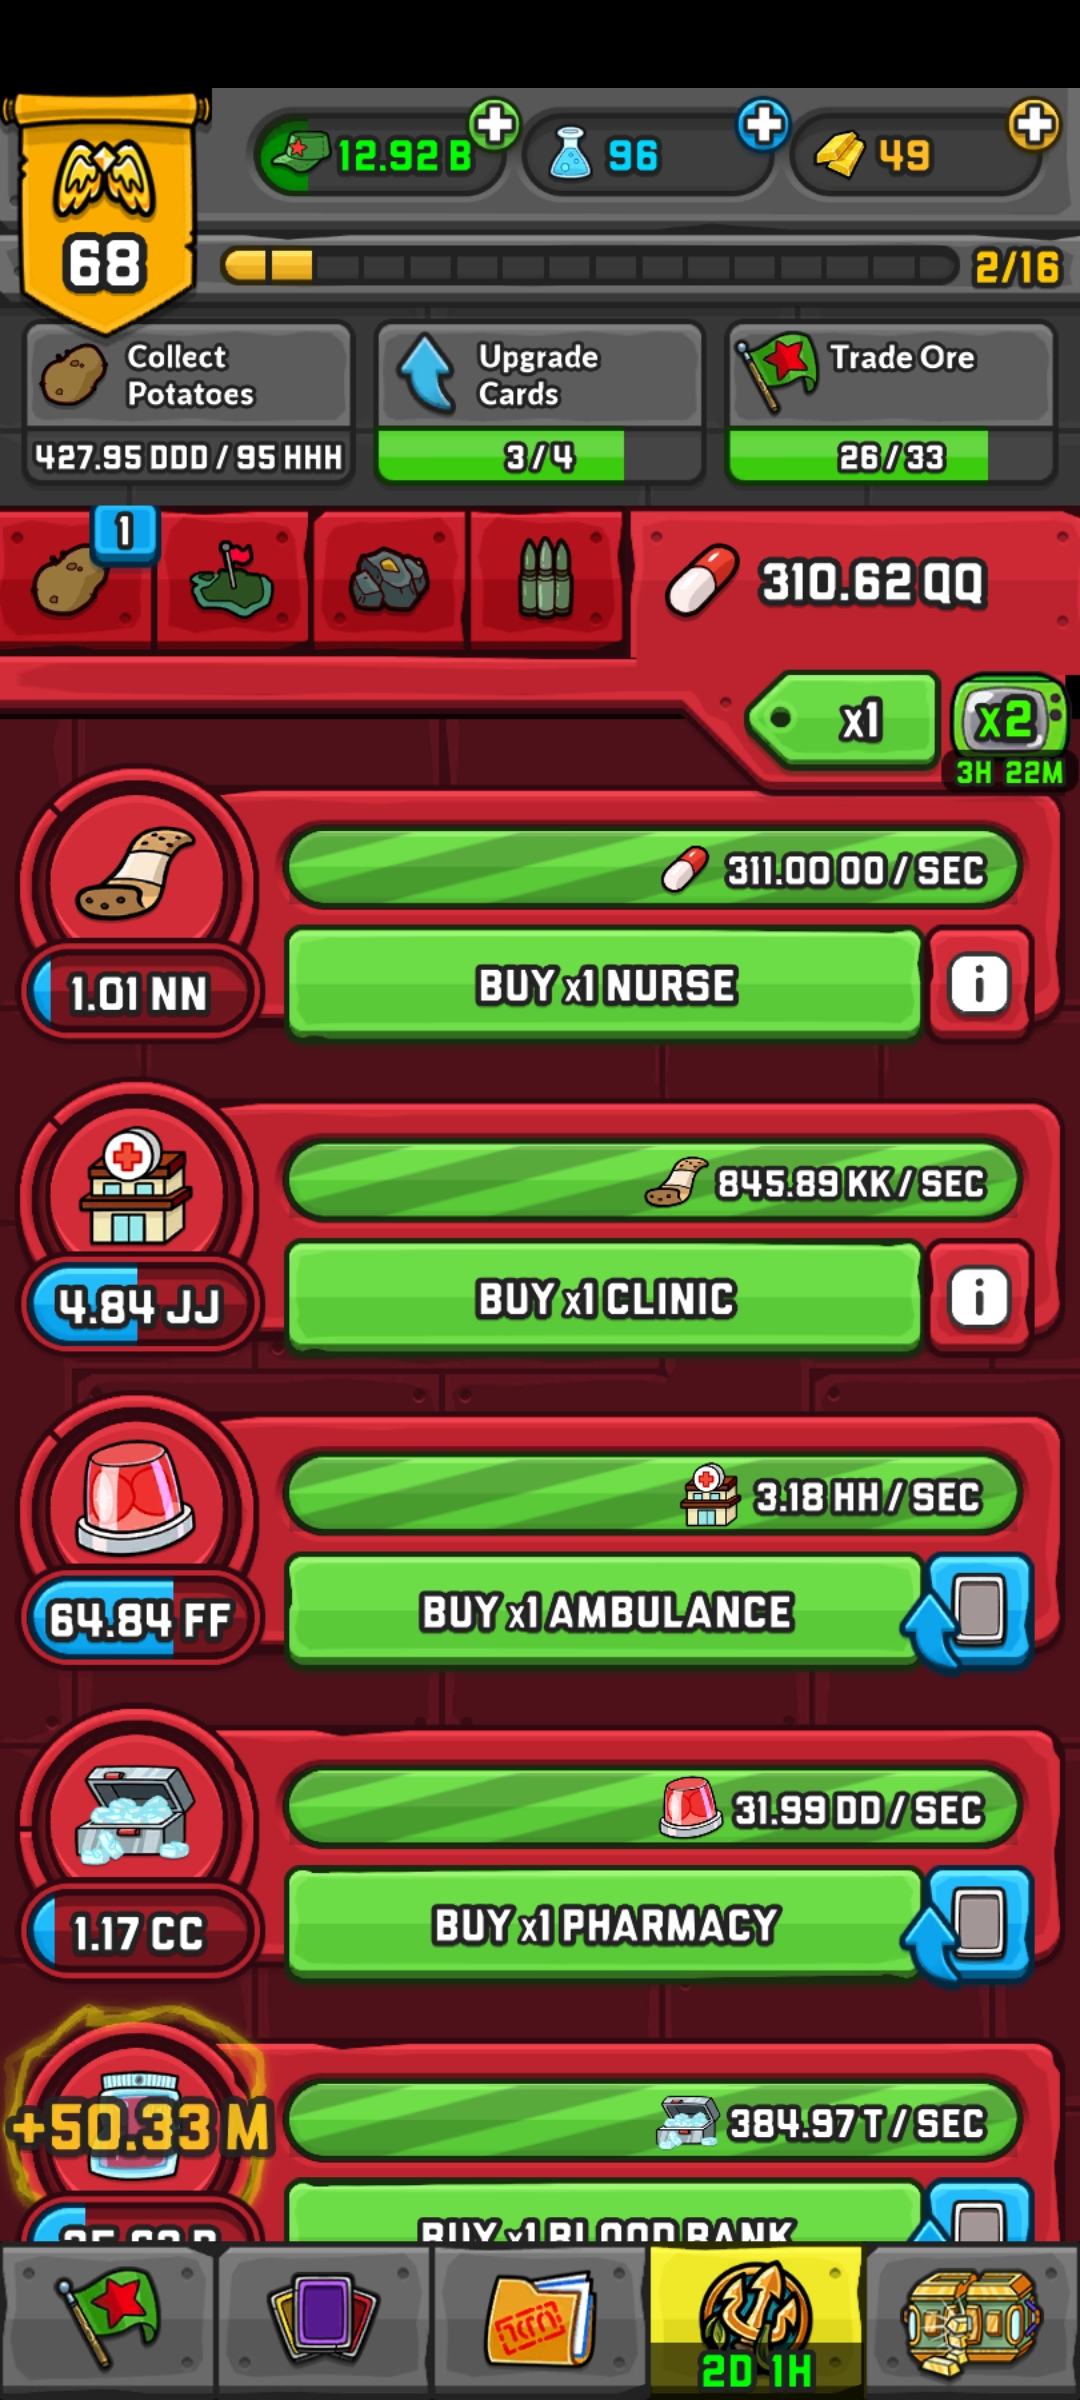 12.92 B
96
49
68
2/16
Collect
Potatoes
427.95 DDD / 95 HHH
Upgrade
Cards
3/4
Trade Ore
26/33
1
310.62 QQ
x1
x2
3H 22M
311.00 OO / SEC
1.01 NN
BUY x1 NURSE
i
845.89 KK / SEC
4.84 JJ
BUY x1 CLINIC
i
3.18 HH / SEC
64.84 FF
BUY x1 AMBULANCE
31.99 DD / SEC
1.17 CC
BUY x1 PHARMACY
+50.33 M
384.97 T / SEC
BUY x1 BLOOD BANK
2D 1H